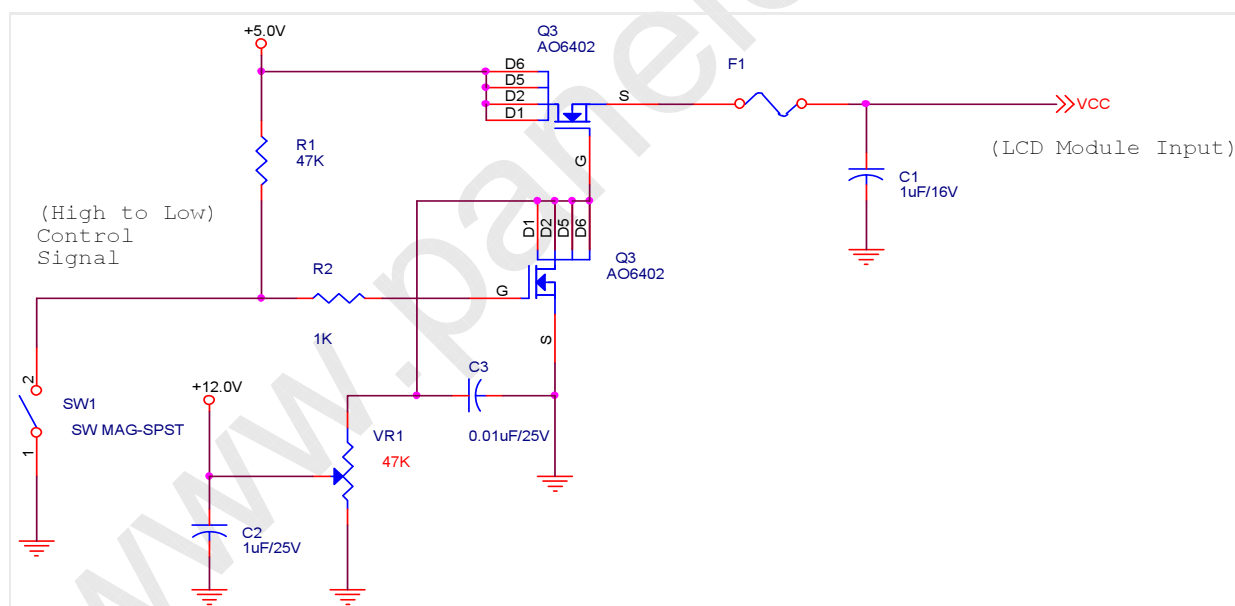 +5.0V
Q3
AO6402
D6
D5
D2
D1
S
G
F1
VCC
(LCD Module Input)
R1
47K
C1
1uF/16V
(High to Low)
Control
Signal
D1
D2
D5
D6
Q3
AO6402
R2
1K
G
S
C3
0.01uF/25V
+12.0V
2
SW1
SW MAG-SPST
1
VR1
47K
C2
1uF/25V